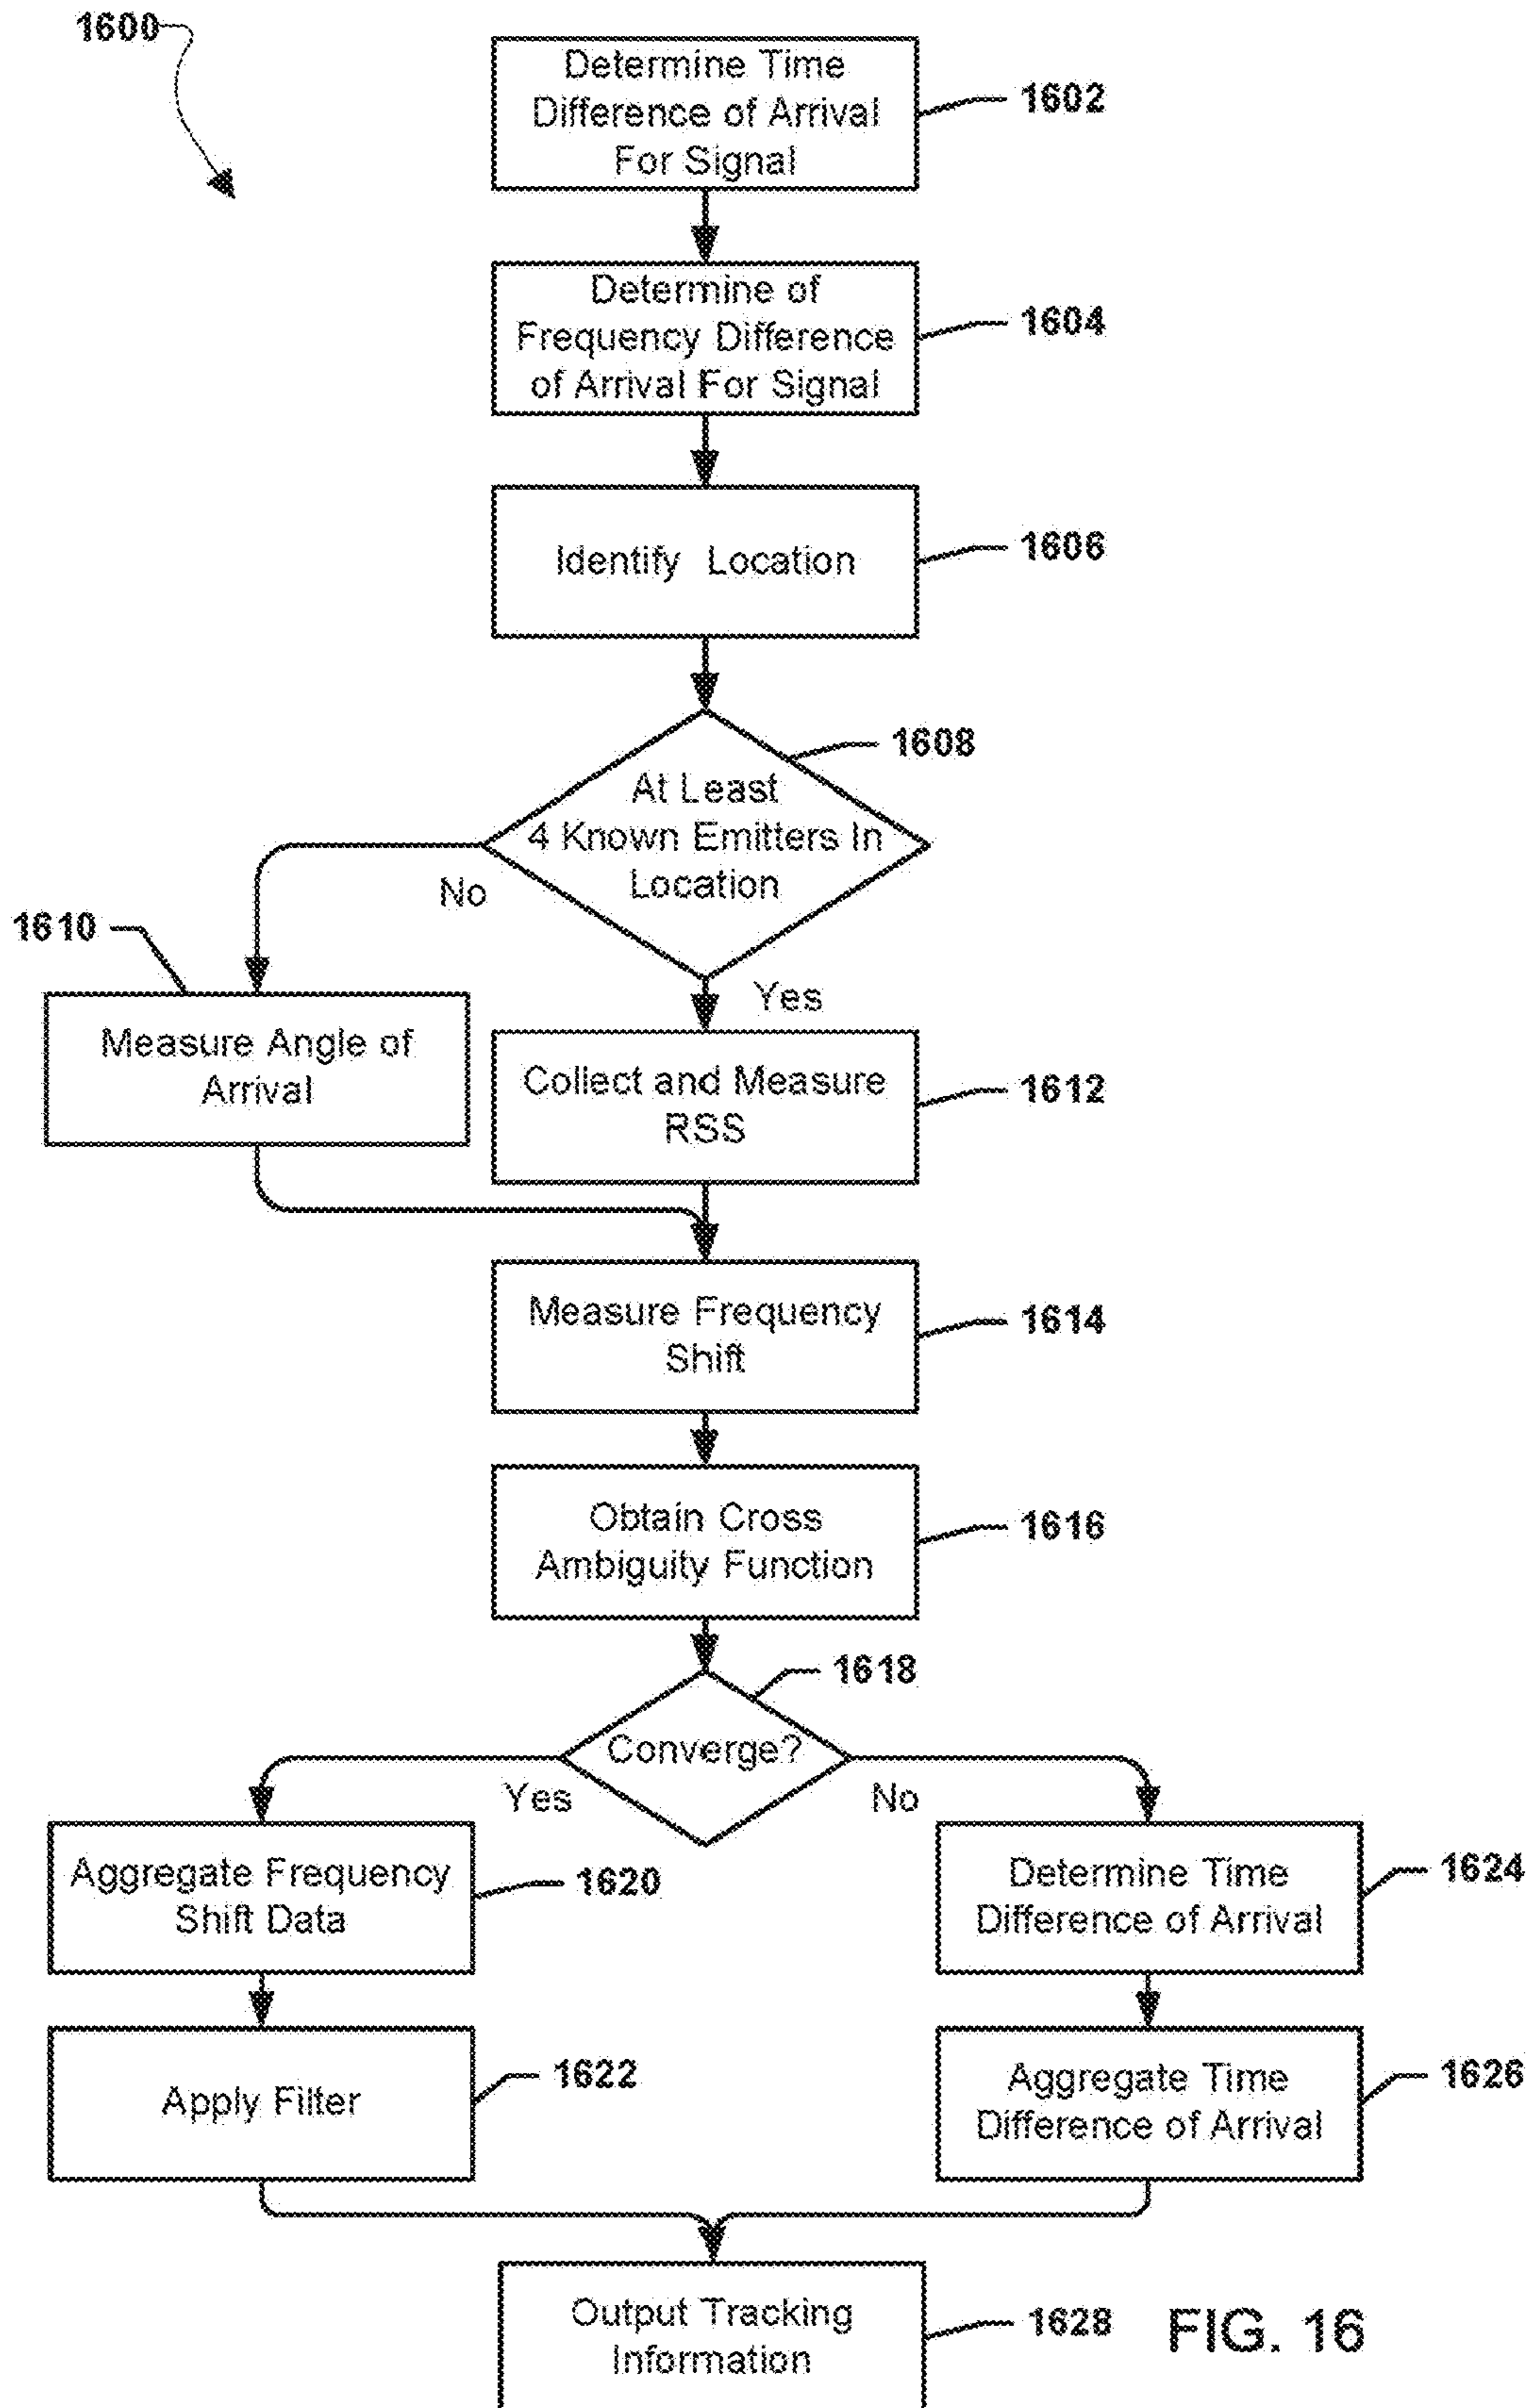 1600
Determine Time
Difference of Arrival
For Signal
1602
Determine of
Frequency Difference
of Arrival For Signal
1604
Identify Location
1606
1608
At Least
4 Known Emitters In
Location
No
Yes
1610
Measure Angle of
Arrival
Collect and Measure
RSS
1612
Measure Frequency
Shift
1614
Obtain Cross
Ambiguity Function
1616
1618
Converge?
Yes
No
Aggregate Frequency
Shift Data
1620
Determine Time
Difference of Arrival
1624
Apply Filter
1622
Aggregate Time
Difference of Arrival
1626
Output Tracking
Information
1628
FIG. 16